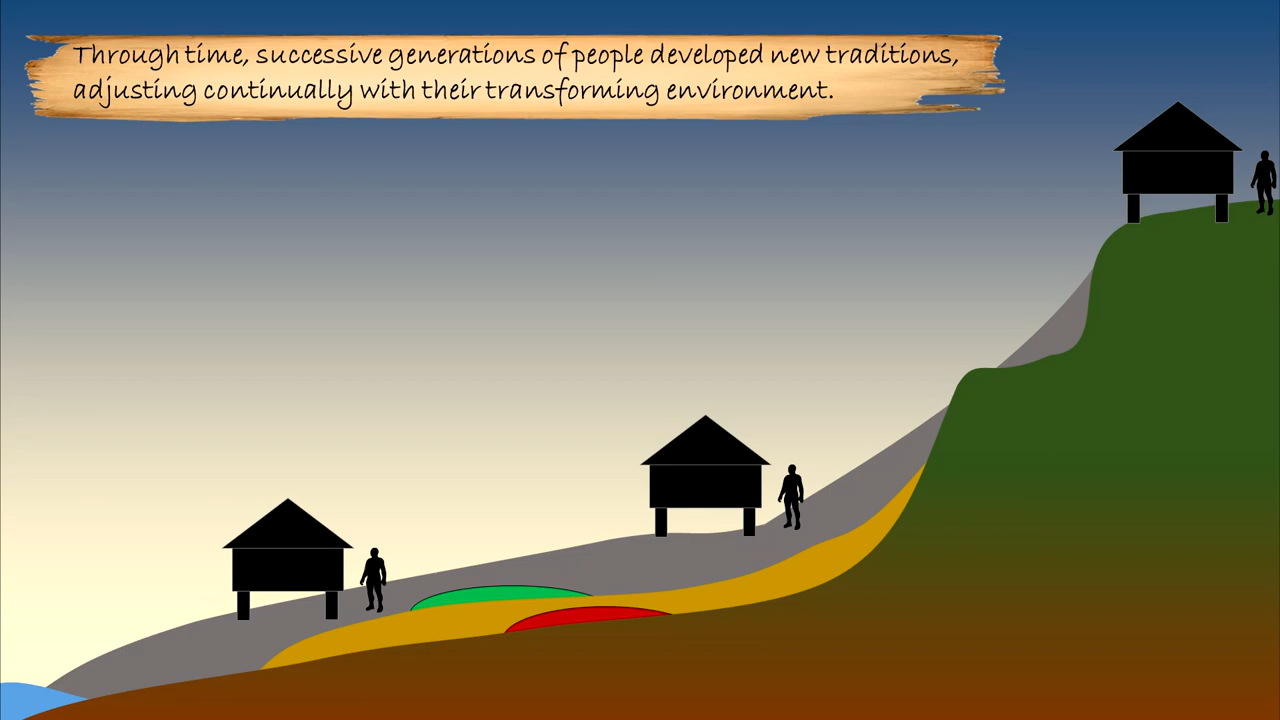 Through time, successive generations of people developed new traditions,
adjusting continually with their transforming environment.